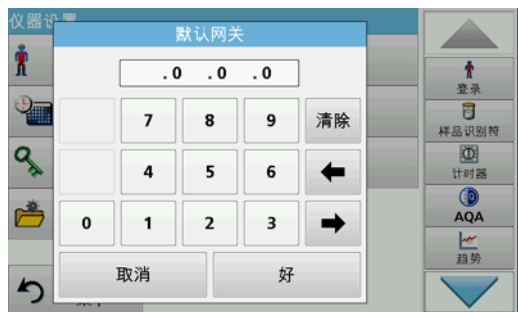 仪器设置
默认网关
.0 .0 .0
7 8 9 清除
4 5 6
0 1 2 3
取消 好
登录
样品识别符
计时器
AQA
趋势